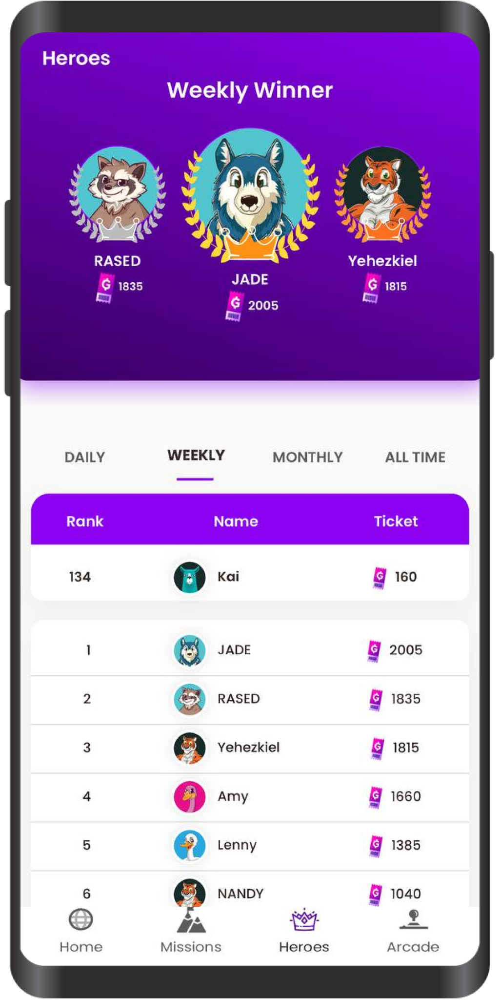 Heroes
Weekly Winner
RASED
1835
JADE
2005
Yehezkiel
1815
DAILY WEEKLY MONTHLY ALL TIME
Rank Name Ticket
134 Kai G 160
1 JADE G 2005
2 RASED G 1835
3 Yehezkiel G 1815
4 Amy G 1660
5 Lenny G 1385
6 NANDY G 1040
Home Missions Heroes Arcade